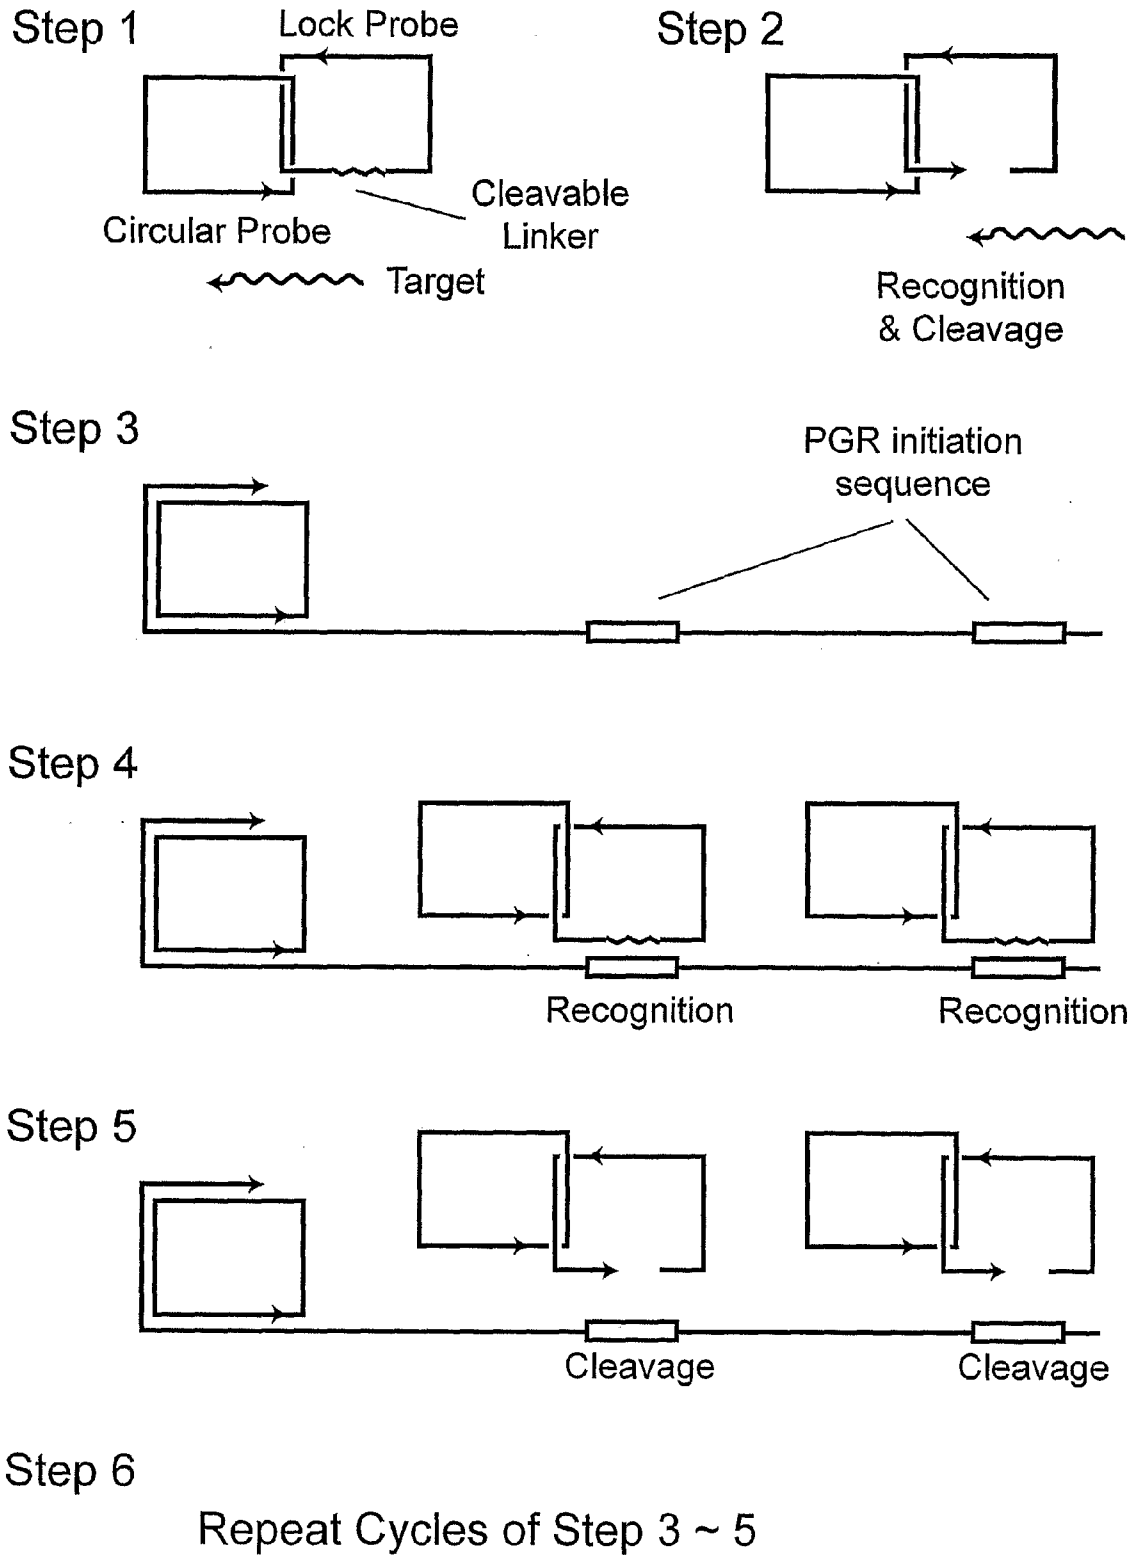 Step 1
Lock Probe
Step 2
Cleavable
Linker
Circular Probe
Target
Recognition
& Cleavage
Step 3
PGR initiation
sequence
Step 4
Recognition
Recognition
Step 5
Cleavage
Cleavage
Step 6
Repeat Cycles of Step 3 ~ 5